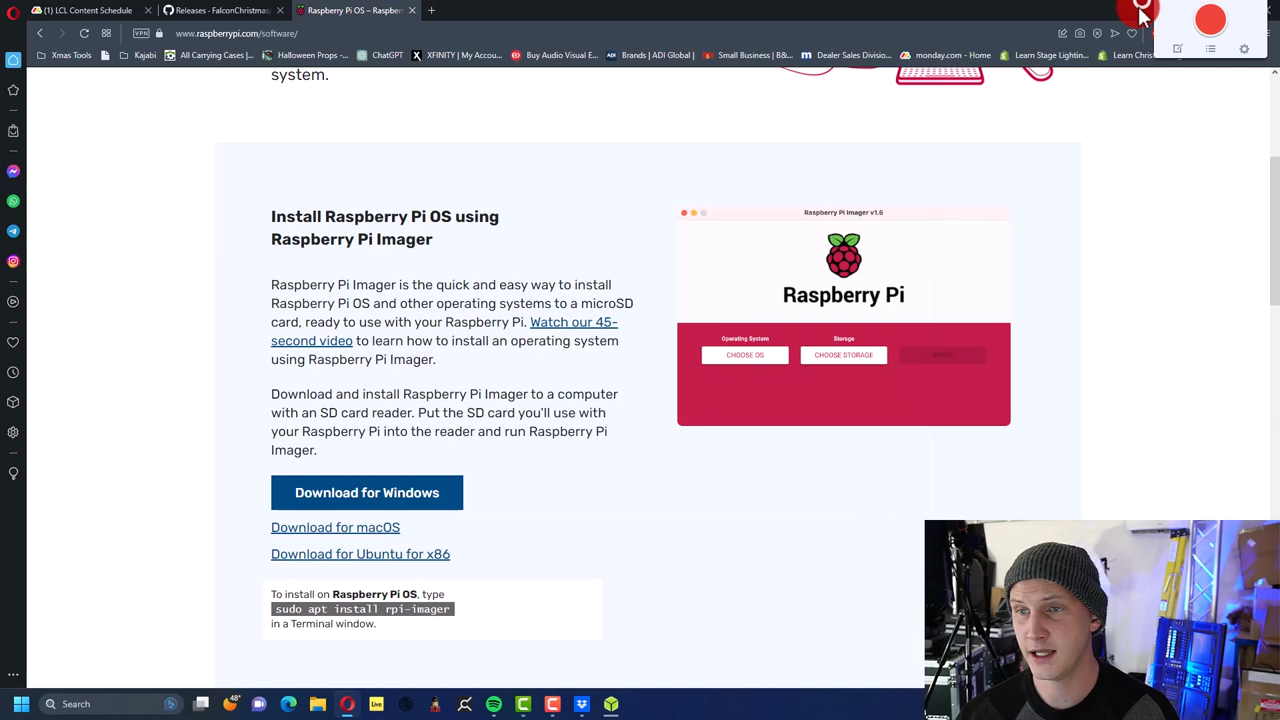 (1) LCL Content Schedule
Releases - FalconChristmas
Raspberry Pi OS – Raspber
VPN
www.raspberrypi.com/software/
Xmas Tools
Kajabi
All Carrying Cases |...
Halloween Props -...
ChatGPT
XFINITY | My Accou...
Buy Audio Visual E...
Brands | ADI Global |
Small Business | B&...
Dealer Sales Divisio...
monday.com - Home
Learn Stage Lightin...
Learn Chr
system.
Install Raspberry Pi OS using
Raspberry Pi Imager
Raspberry Pi Imager is the quick and easy way to install
Raspberry Pi OS and other operating systems to a microSD
card, ready to use with your Raspberry Pi. Watch our 45-
second video to learn how to install an operating system
using Raspberry Pi Imager.
Download and install Raspberry Pi Imager to a computer
with an SD card reader. Put the SD card you'll use with
your Raspberry Pi into the reader and run Raspberry Pi
Imager.
Download for Windows
Download for macOS
Download for Ubuntu for x86
To install on Raspberry Pi OS, type
sudo apt install rpi-imager
in a Terminal window.
Raspberry Pi Imager v1.6
Raspberry Pi
Operating System
Storage
CHOOSE OS
CHOOSE STORAGE
WRITE
Search
48°
Live